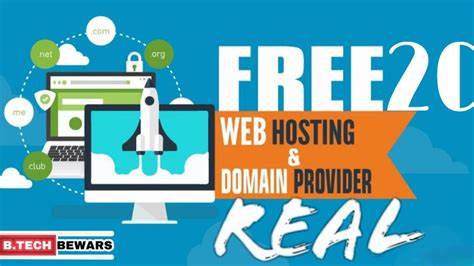 .com
.net
.org
me
club
FREE20
WEB HOSTING
&
DOMAIN PROVIDER
REAL
B.TECH BEWARS